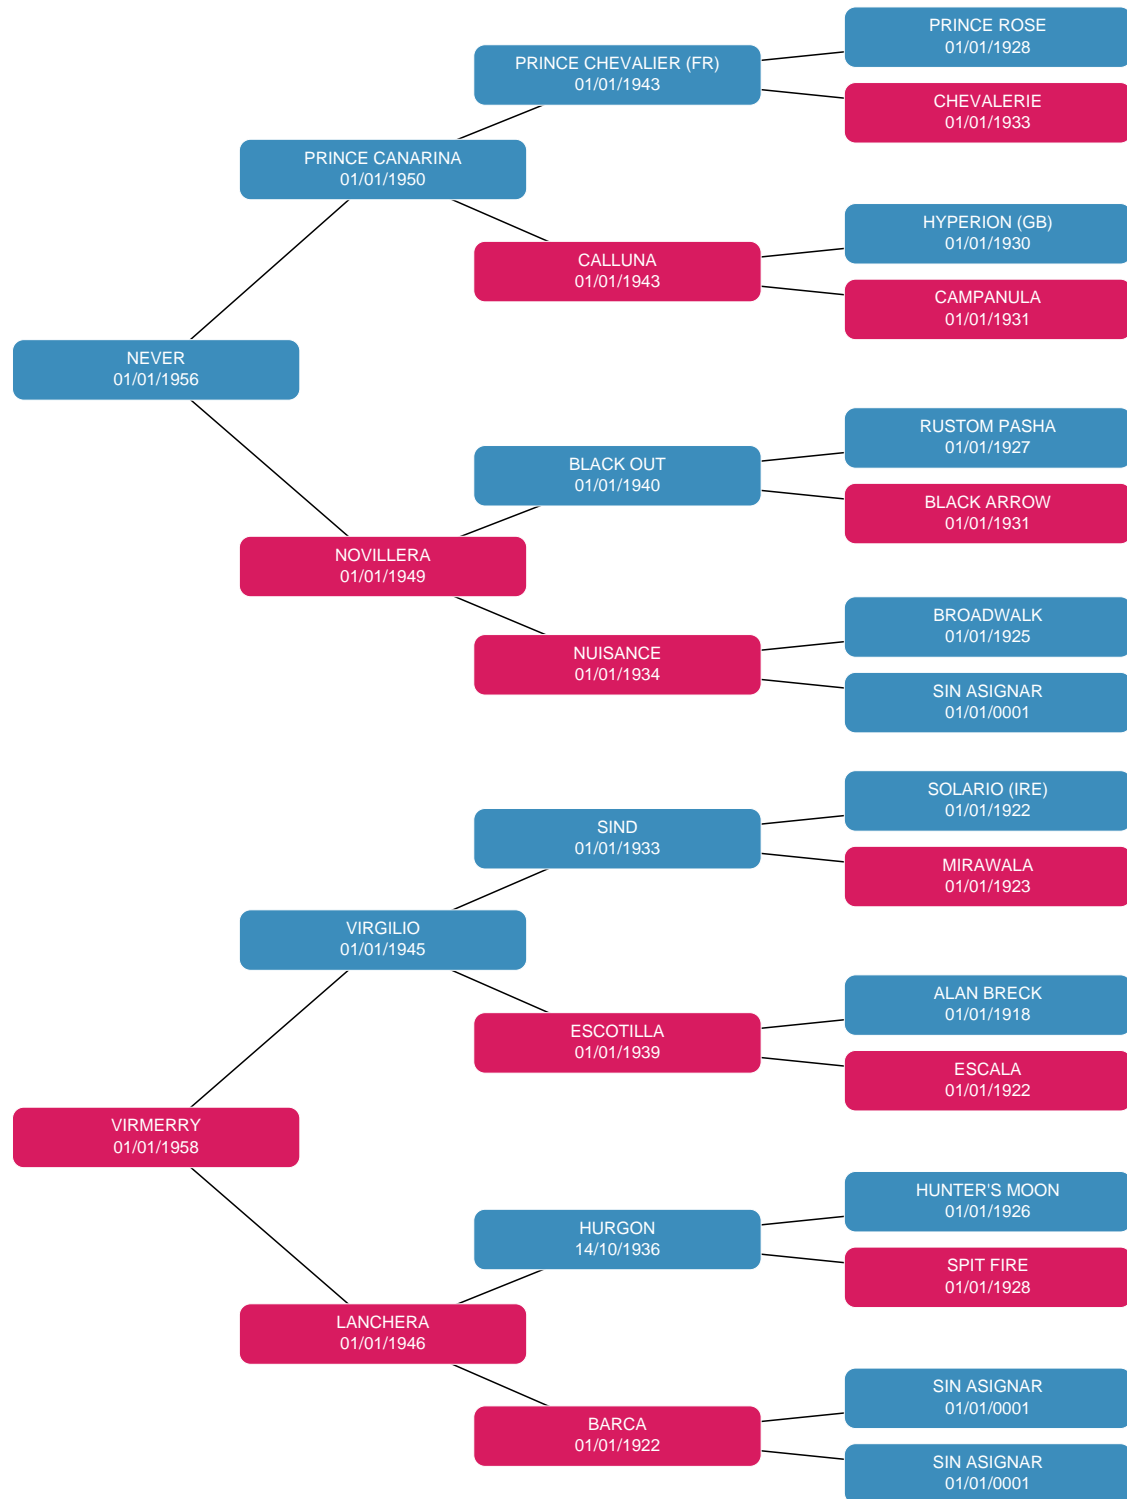 PRINCE ROSE
01/01/1928
PRINCE CHEVALIER (FR)
01/01/1943
CHEVALERIE
01/01/1933
PRINCE CANARINA
01/01/1950
HYPERION (GB)
01/01/1930
CALLUNA
01/01/1943
CAMPANULA
01/01/1931
NEVER
01/01/1956
RUSTOM PASHA
01/01/1927
BLACK OUT
01/01/1940
BLACK ARROW
01/01/1931
NOVILLERA
01/01/1949
BROADWALK
01/01/1925
NUISANCE
01/01/1934
SIN ASIGNAR
01/01/0001
SOLARIO (IRE)
01/01/1922
SIND
01/01/1933
MIRAWALA
01/01/1923
VIRGILIO
01/01/1945
ALAN BRECK
01/01/1918
ESCOTILLA
01/01/1939
ESCALA
01/01/1922
VIRMERRY
01/01/1958
HUNTER'S MOON
01/01/1926
HURGON
14/10/1936
SPIT FIRE
01/01/1928
LANCHERA
01/01/1946
SIN ASIGNAR
01/01/0001
BARCA
01/01/1922
SIN ASIGNAR
01/01/0001